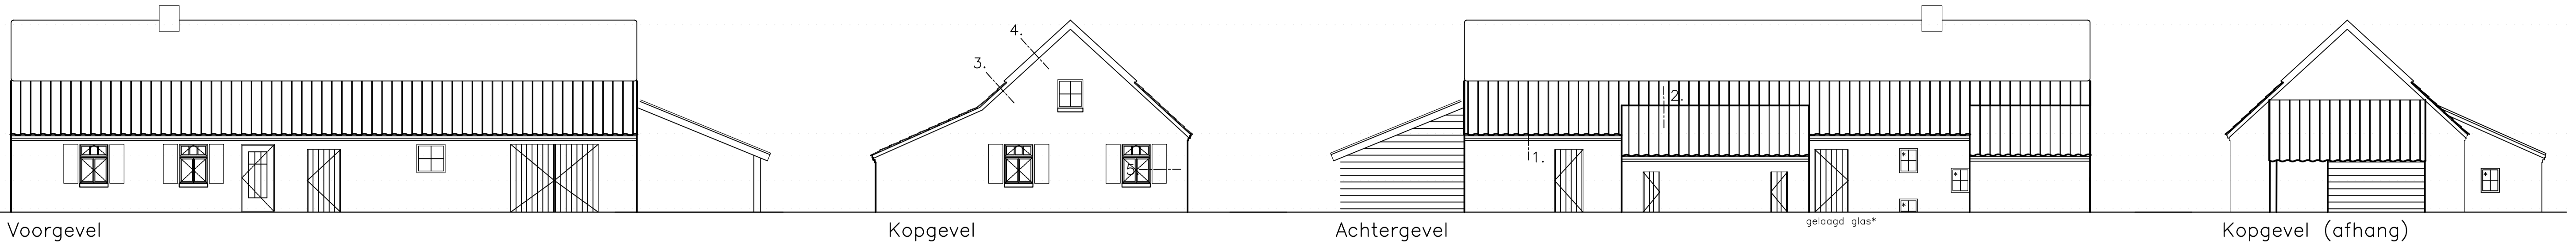 4.
3.
5.
2.
1.
*
*
*
*
gelaagd glas*
Voorgevel
Kopgevel
Achtergevel
Kopgevel (afhang)